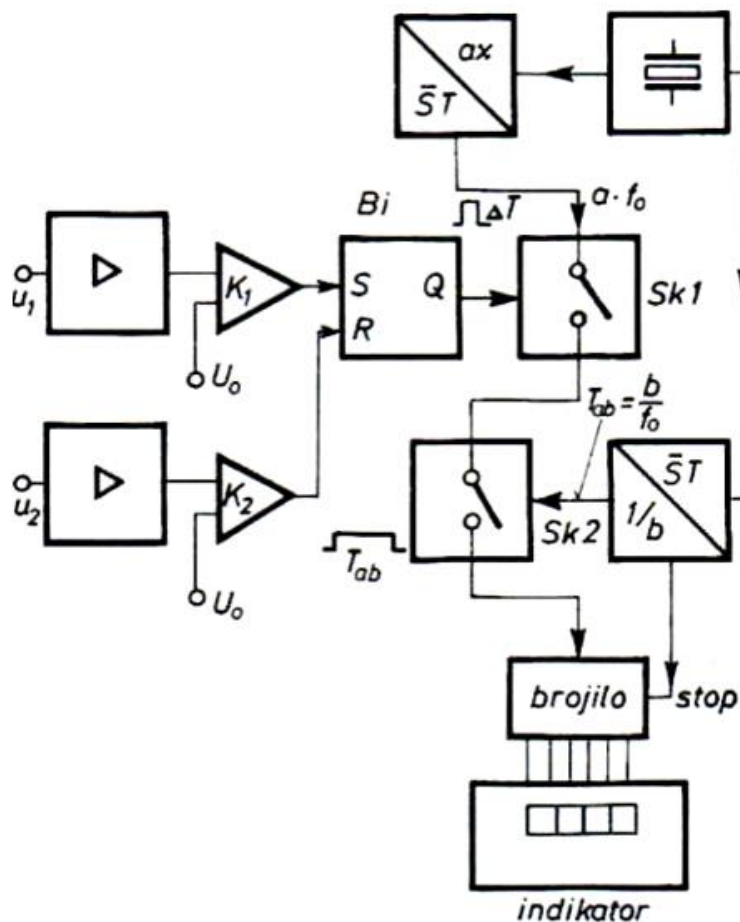 ax
S̄T
Bi
ΔT
a·f₀
u₁
K₁
U₀
S
Q
R
Sk1
T_ab = b/f₀
u₂
K₂
U₀
S̄T
1/b
Sk2
T_ab
brojilo
stop
indikator